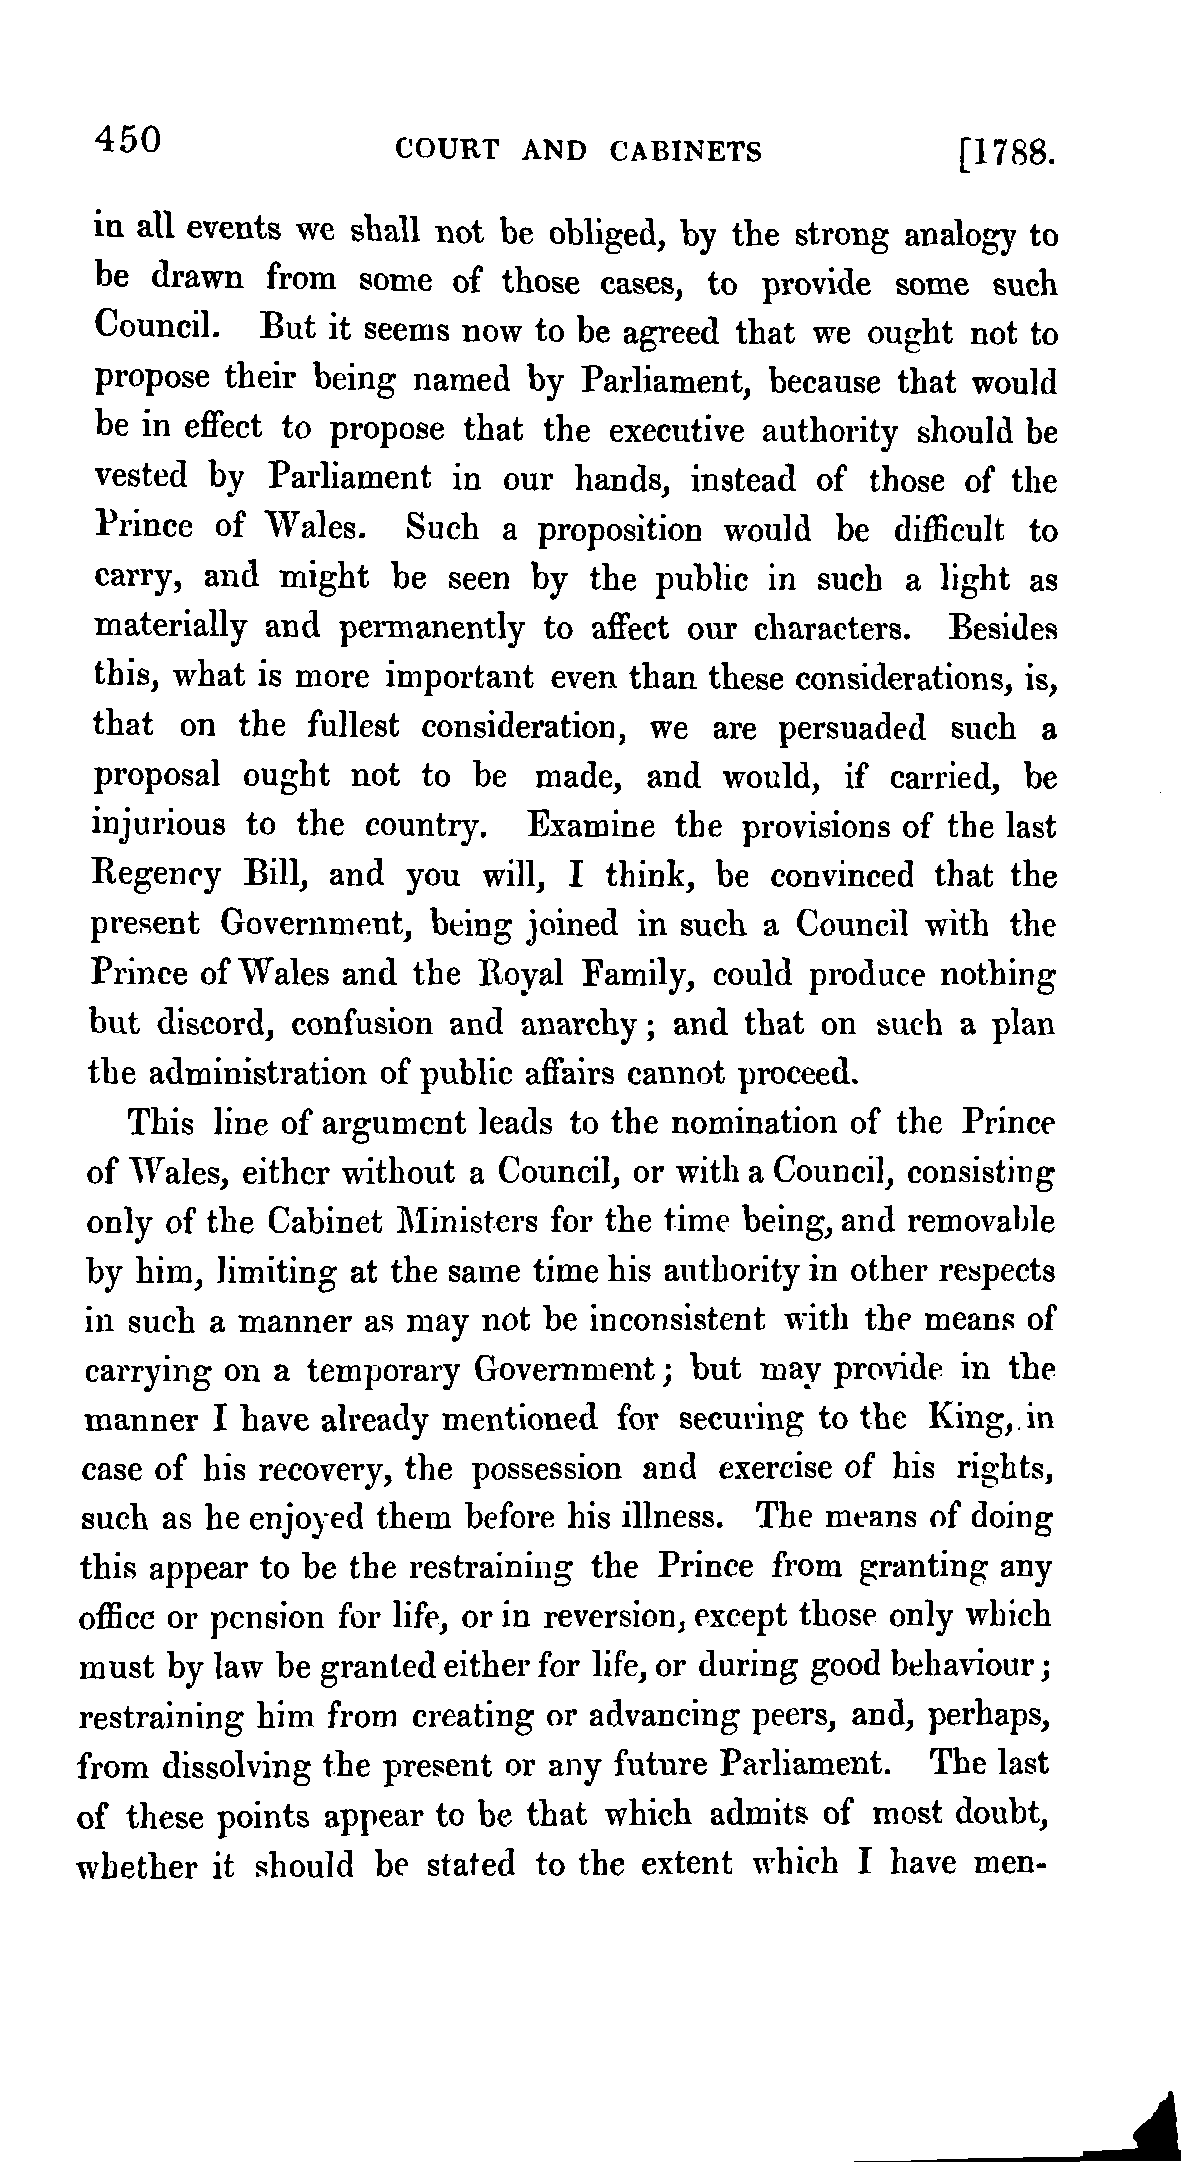 450 COURT AND CABINETS [1788.
in all events we shall not be obliged, by the strong analogy to
be drawn from some of those cases, to provide some such
Council. But it seems now to be agreed that we ought not to
propose their being named by Parliament, because that would
be in effect to propose that the executive authority should be
vested by Parliament in our hands, instead of those of the
Prince of Wales. Such a proposition would be difficult to
carry, and might be seen by the public in such a light as
materially and permanently to affect our characters. Besides
this, what is more important even than these considerations, is,
that on the fullest consideration, we are persuaded such a
proposal ought not to be made, and would, if carried, be
injurious to the country. Examine the provisions of the last
Regency Bill, and you will, I think, be convinced that the
present Government, being joined in such a Council with the
Prince of Wales and the Royal Family, could produce nothing
but discord, confusion and anarchy; and that on such a plan
the administration of public affairs cannot proceed.
This line of argument leads to the nomination of the Prince
of Wales, either without a Council, or with a Council, consisting
only of the Cabinet Ministers for the time being, and removable
by him, limiting at the same time his authority in other respects
in such a manner as may not be inconsistent with the means of
carrying on a temporary Government; but may provide in the
manner I have already mentioned for securing to the King, in
case of his recovery, the possession and exercise of his rights,
such as he enjoyed them before his illness. The means of doing
this appear to be the restraining the Prince from granting any
office or pension for life, or in reversion, except those only which
must by law be granted either for life, or during good behaviour;
restraining him from creating or advancing peers, and, perhaps,
from dissolving the present or any future Parliament. The last
of these points appear to be that which admits of most doubt,
whether it should be stated to the extent which I have men-